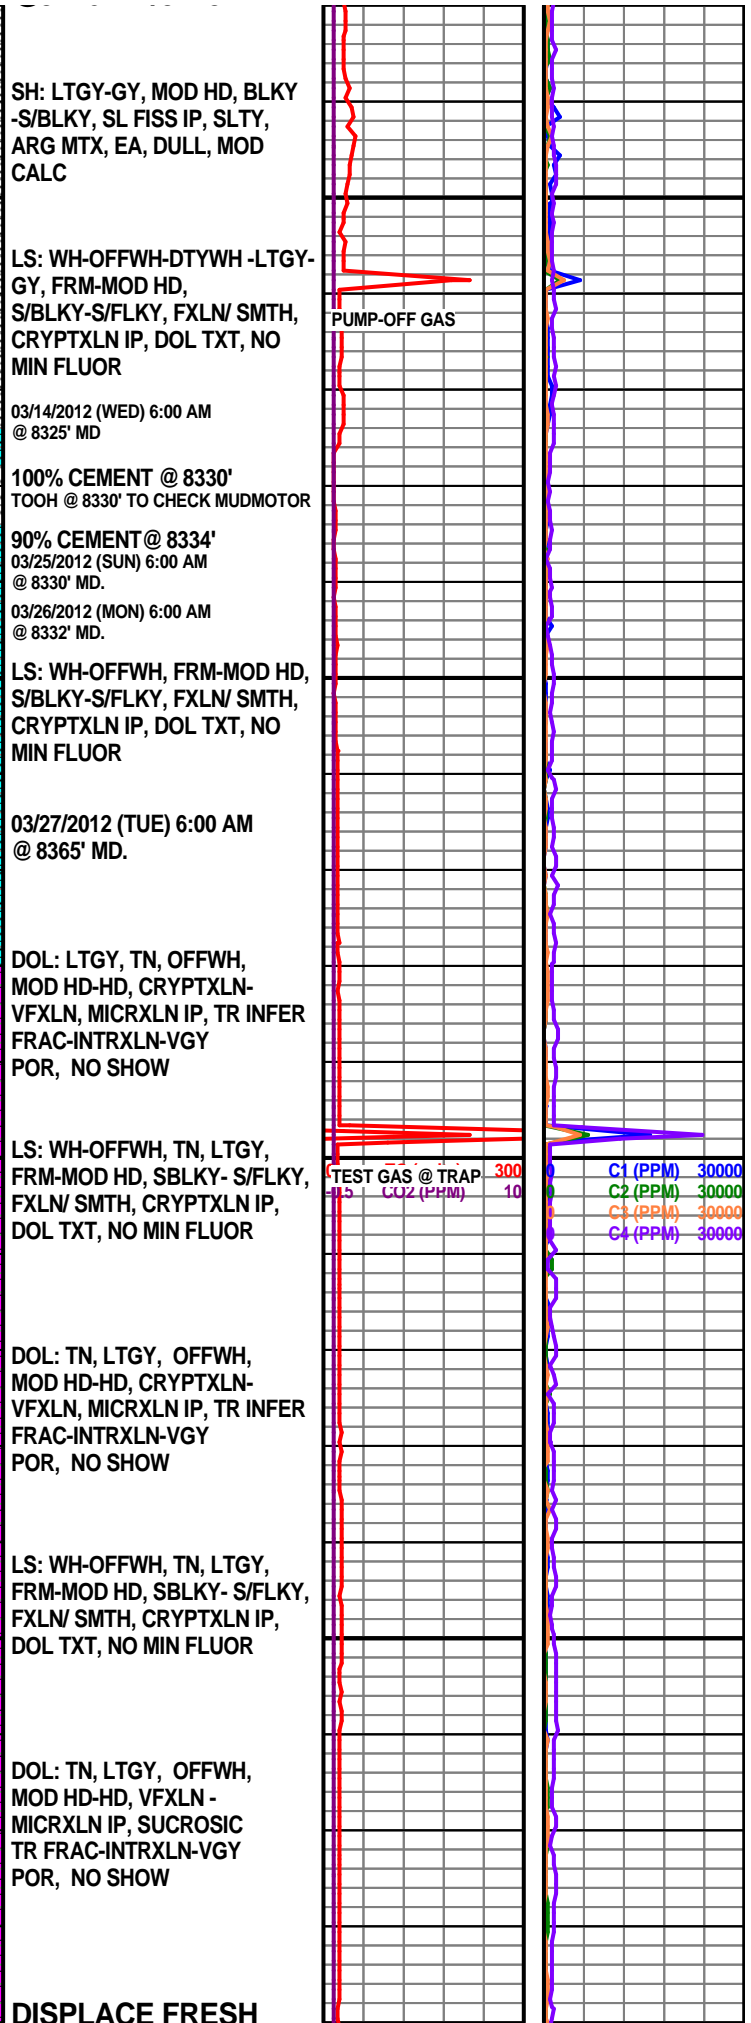 SH: LTGY-GY, MOD HD, BLKY
-S/BLKY, SL FISS IP, SLTY,
ARG MTX, EA, DULL, MOD
CALC
LS: WH-OFFWH-DTYWH -LTGY-
GY, FRM-MOD HD,
S/BLKY-S/FLKY, FXLN/ SMTH,
CRYPTXLN IP, DOL TXT, NO
MIN FLUOR
PUMP-OFF GAS
03/14/2012 (WED) 6:00 AM
@ 8325' MD
100% CEMENT @ 8330'
TOOH @ 8330' TO CHECK MUDMOTOR
90% CEMENT@ 8334'
03/25/2012 (SUN) 6:00 AM
@ 8330' MD.
03/26/2012 (MON) 6:00 AM
@ 8332' MD.
LS: WH-OFFWH, FRM-MOD HD,
S/BLKY-S/FLKY, FXLN/ SMTH,
CRYPTXLN IP, DOL TXT, NO
MIN FLUOR
03/27/2012 (TUE) 6:00 AM
@ 8365' MD.
DOL: LTGY, TN, OFFWH,
MOD HD-HD, CRYPTXLN-
VFXLN, MICRXLN IP, TR INFER
FRAC-INTRXLN-VGY
POR, NO SHOW
LS: WH-OFFWH, TN, LTGY,
FRM-MOD HD, SBLKY- S/FLKY,
FXLN/ SMTH, CRYPTXLN IP,
DOL TXT, NO MIN FLUOR
TEST GAS @ TRAP
300
-0.5 CO2 (PPM) 10
0 C1 (PPM) 30000
0 C2 (PPM) 30000
0 C3 (PPM) 30000
0 C4 (PPM) 30000
DOL: TN, LTGY, OFFWH,
MOD HD-HD, CRYPTXLN-
VFXLN, MICRXLN IP, TR INFER
FRAC-INTRXLN-VGY
POR, NO SHOW
LS: WH-OFFWH, TN, LTGY,
FRM-MOD HD, SBLKY- S/FLKY,
FXLN/ SMTH, CRYPTXLN IP,
DOL TXT, NO MIN FLUOR
DOL: TN, LTGY, OFFWH,
MOD HD-HD, VFXLN -
MICRXLN IP, SUCROSIC
TR FRAC-INTRXLN-VGY
POR, NO SHOW
DISPLACE FRESH